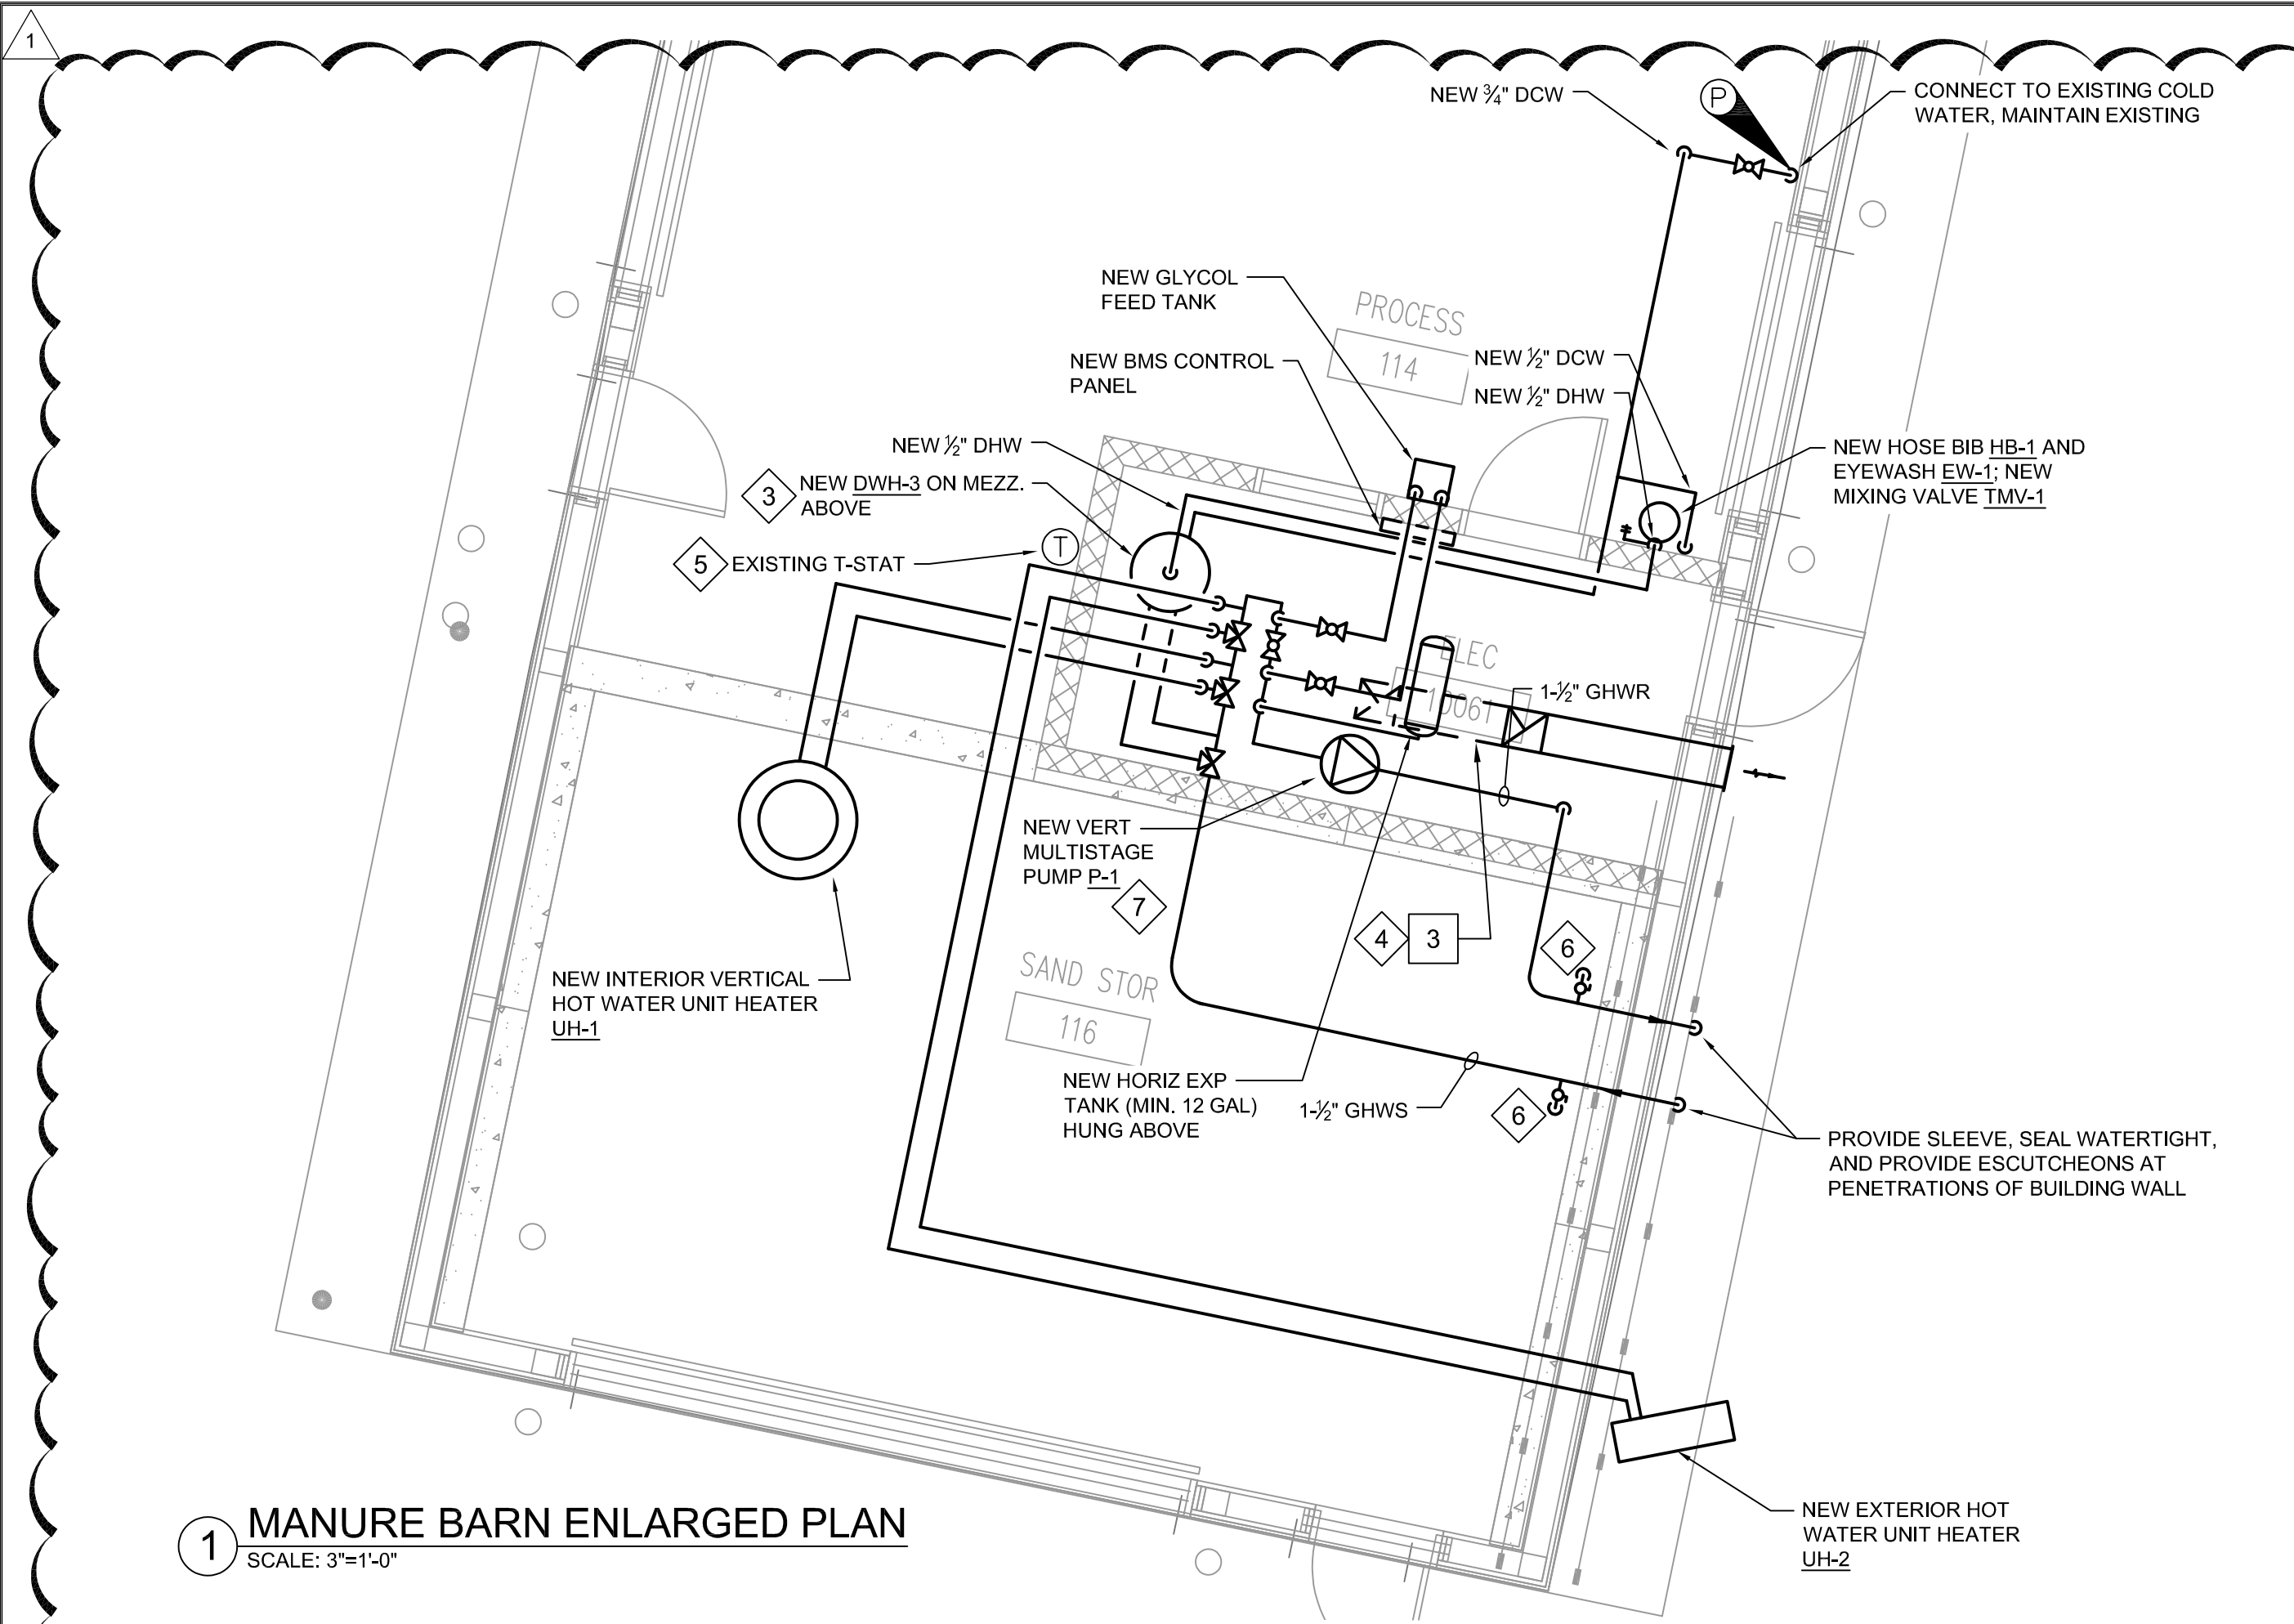 1
NEW ¾" DCW
P
CONNECT TO EXISTING COLD
WATER, MAINTAIN EXISTING
NEW GLYCOL
FEED TANK
PROCESS
114
NEW BMS CONTROL
PANEL
NEW ½" DCW
NEW ½" DHW
NEW ½" DHW
NEW HOSE BIB HB-1 AND
EYEWASH EW-1; NEW
MIXING VALVE TMV-1
3
NEW DWH-3 ON MEZZ.
ABOVE
5
EXISTING T-STAT
T
ELEC
10061
1-½" GHWR
NEW VERT
MULTISTAGE
PUMP P-1
7
4
3
6
SAND STOR
116
NEW INTERIOR VERTICAL
HOT WATER UNIT HEATER
UH-1
NEW HORIZ EXP
TANK (MIN. 12 GAL)
HUNG ABOVE
1-½" GHWS
6
PROVIDE SLEEVE, SEAL WATERTIGHT,
AND PROVIDE ESCUTCHEONS AT
PENETRATIONS OF BUILDING WALL
NEW EXTERIOR HOT
WATER UNIT HEATER
UH-2
1
MANURE BARN ENLARGED PLAN
SCALE: 3"=1'-0"